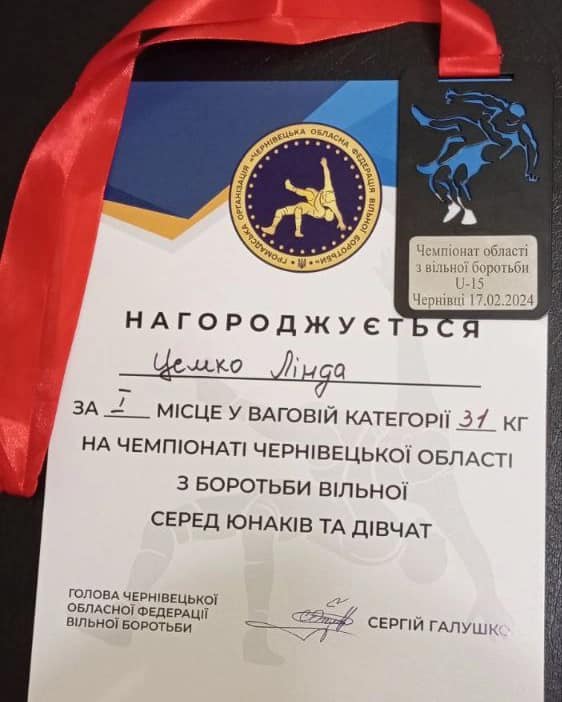 ГРОМАДСЬКА ОРГАНІЗАЦІЯ "ЧЕРНІВЕЦЬКА ОБЛАСНА ФЕДЕРАЦІЯ ВІЛЬНОЇ БОРОТЬБИ"
Чемпіонат області
з вільної боротьби
U-15
Чернівці 17.02.2024
НАГОРОДЖУЄТЬСЯ
Цемко Лінда
ЗА I МІСЦЕ У ВАГОВІЙ КАТЕГОРІЇ 31 КГ
НА ЧЕМПІОНАТІ ЧЕРНІВЕЦЬКОЇ ОБЛАСТІ
З БОРОТЬБИ ВІЛЬНОЇ
СЕРЕД ЮНАКІВ ТА ДІВЧАТ
ГОЛОВА ЧЕРНІВЕЦЬКОЇ
ОБЛАСНОЇ ФЕДЕРАЦІЇ
ВІЛЬНОЇ БОРОТЬБИ
СЕРГІЙ ГАЛУШКО